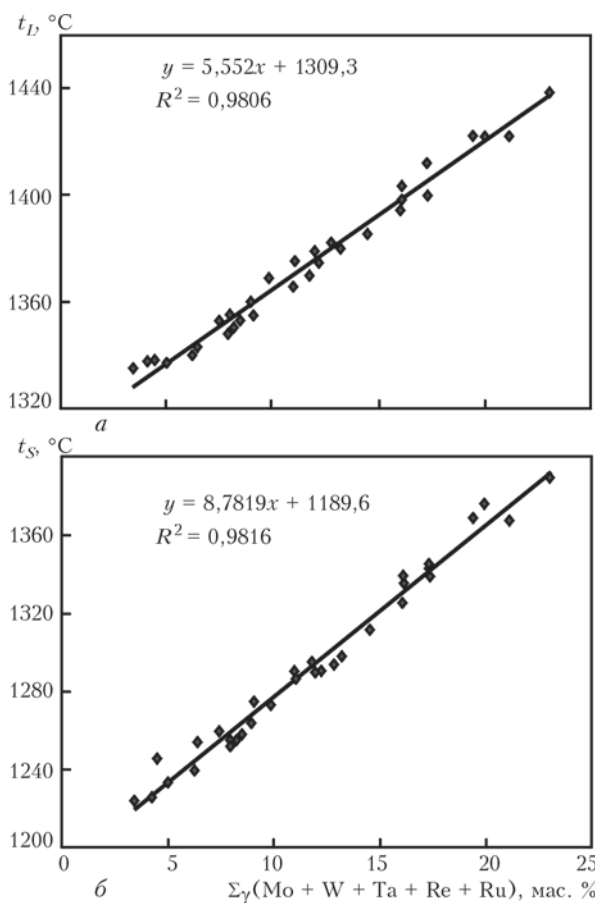 t_L, °C
1440
y = 5,552x + 1309,3
R² = 0,9806
1400
1360
1320
а
t_S, °C
y = 8,7819x + 1189,6
R² = 0,9816
1360
1320
1280
1240
1200
0 5 10 15 20 25
б Σγ(Mo + W + Ta + Re + Ru), мас. %